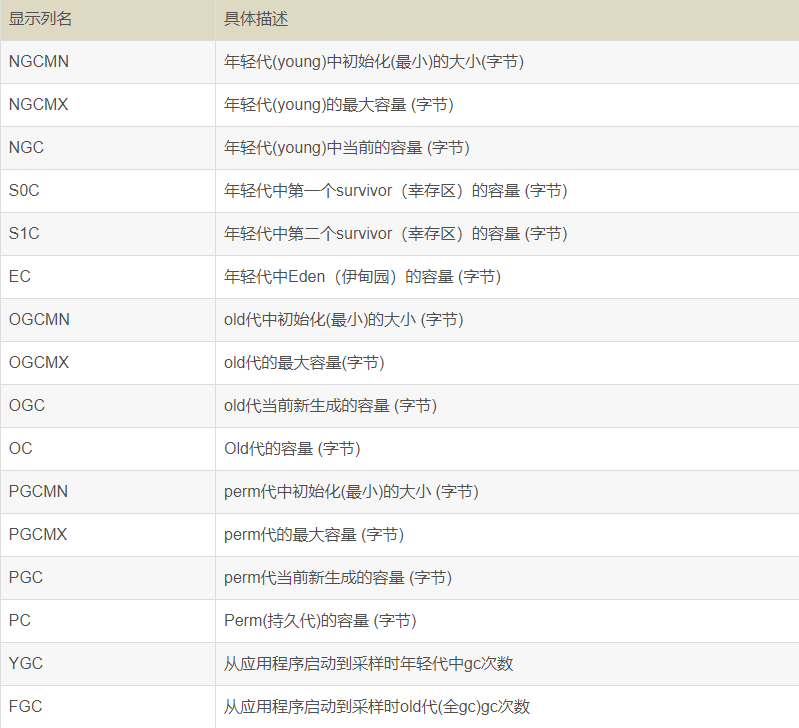 显示列名 具体描述
NGCMN 年轻代(young)中初始化(最小)的大小(字节)
NGCMX 年轻代(young)的最大容量 (字节)
NGC 年轻代(young)中当前的容量 (字节)
S0C 年轻代中第一个survivor（幸存区）的容量 (字节)
S1C 年轻代中第二个survivor（幸存区）的容量 (字节)
EC 年轻代中Eden（伊甸园）的容量 (字节)
OGCMN old代中初始化(最小)的大小 (字节)
OGCMX old代的最大容量(字节)
OGC old代当前新生成的容量 (字节)
OC Old代的容量 (字节)
PGCMN perm代中初始化(最小)的大小 (字节)
PGCMX perm代的最大容量 (字节)
PGC perm代当前新生成的容量 (字节)
PC Perm(持久代)的容量 (字节)
YGC 从应用程序启动到采样时年轻代中gc次数
FGC 从应用程序启动到采样时old代(全gc)gc次数